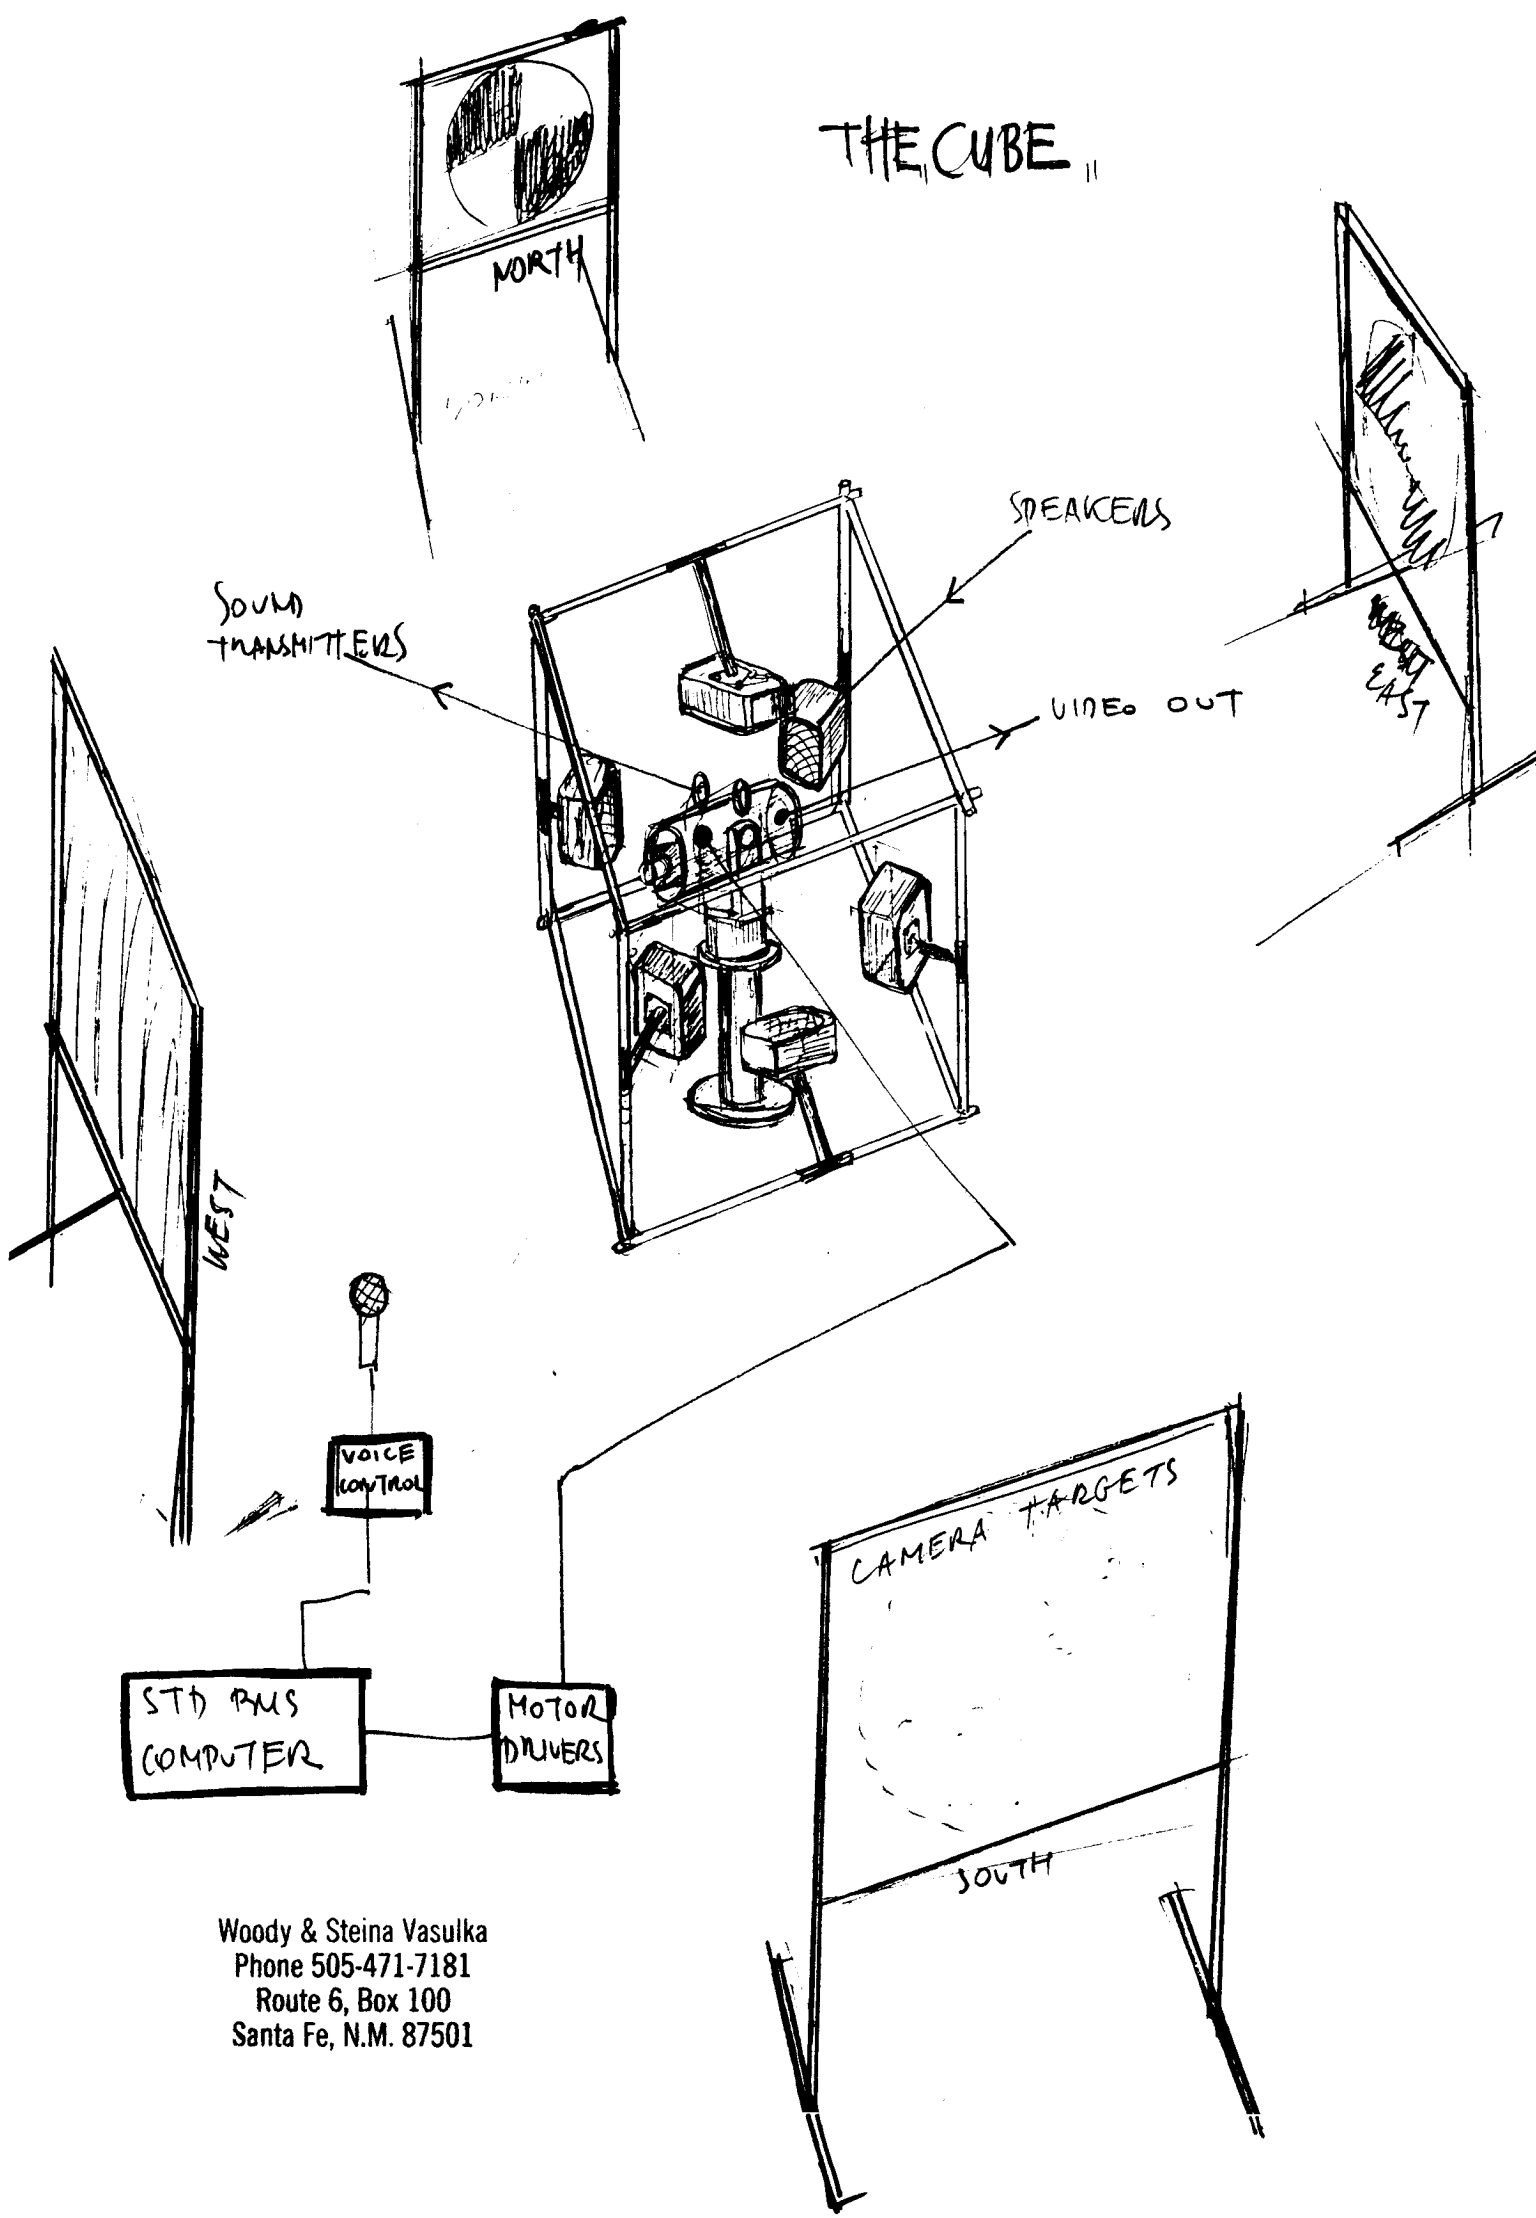 THE "CUBE"
NORTH
SPEAKERS
SOUND
TRANSMITTERS
VIDEO OUT
EAST
WEST
VOICE
CONTROL
CAMERA TARGETS
STD BUS
COMPUTER
MOTOR
DRIVERS
SOUTH
Woody & Steina Vasulka
Phone 505-471-7181
Route 6, Box 100
Santa Fe, N.M. 87501